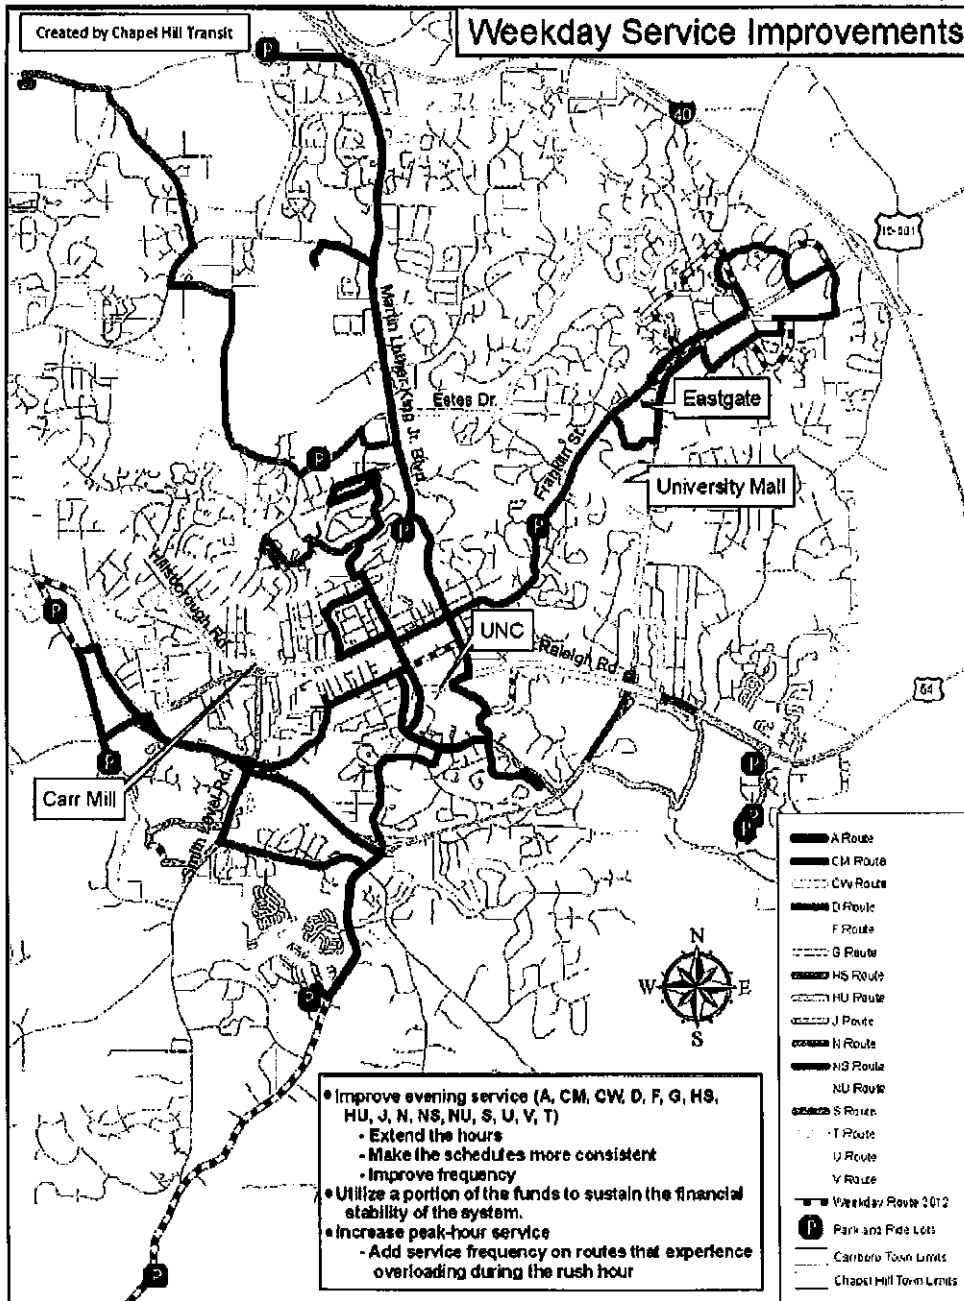 Created by Chapel Hill Transit
Weekday Service Improvements
P
40
15-501
P
Martin Luther King Jr. Blvd
Estes Dr.
Eastgate
Franklin St.
University Mall
P
P
P
Hillsborough Rd
P
UNC
Raleigh Rd
54
P
Carr Mill
Smith Level Rd.
P
P
P
P
N
W E
S
A Route
CM Route
CW Route
D Route
F Route
G Route
HS Route
HU Route
J Route
N Route
NS Route
NU Route
S Route
T Route
U Route
V Route
Weekday Route 2012
P Park and Ride Lots
Carrboro Town Limits
Chapel Hill Town Limits
• Improve evening service (A, CM, CW, D, F, G, HS,
HU, J, N, NS, NU, S, U, V, T)
- Extend the hours
- Make the schedules more consistent
- Improve frequency
• Utilize a portion of the funds to sustain the financial
stability of the system.
• Increase peak-hour service
- Add service frequency on routes that experience
overloading during the rush hour
P